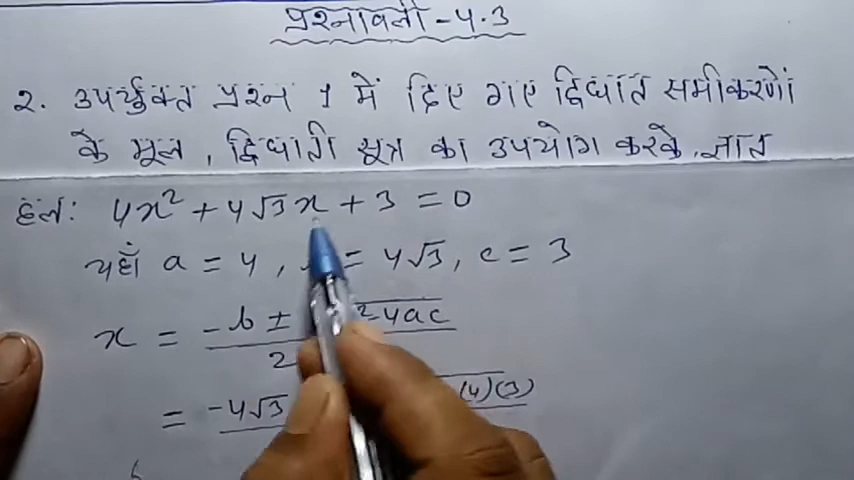 प्रश्नावली - 4.3
2. उपर्युक्त प्रश्न 1 में दिए गए द्विघात समीकरणों
के मूल, द्विघाती सूत्र का उपयोग करके, ज्ञात
हल: 4x² + 4√3x + 3 = 0
यहाँ a = 4, = 4√3, c = 3
x = -b ± ²-4ac
2
= -4√3 (4)(3)